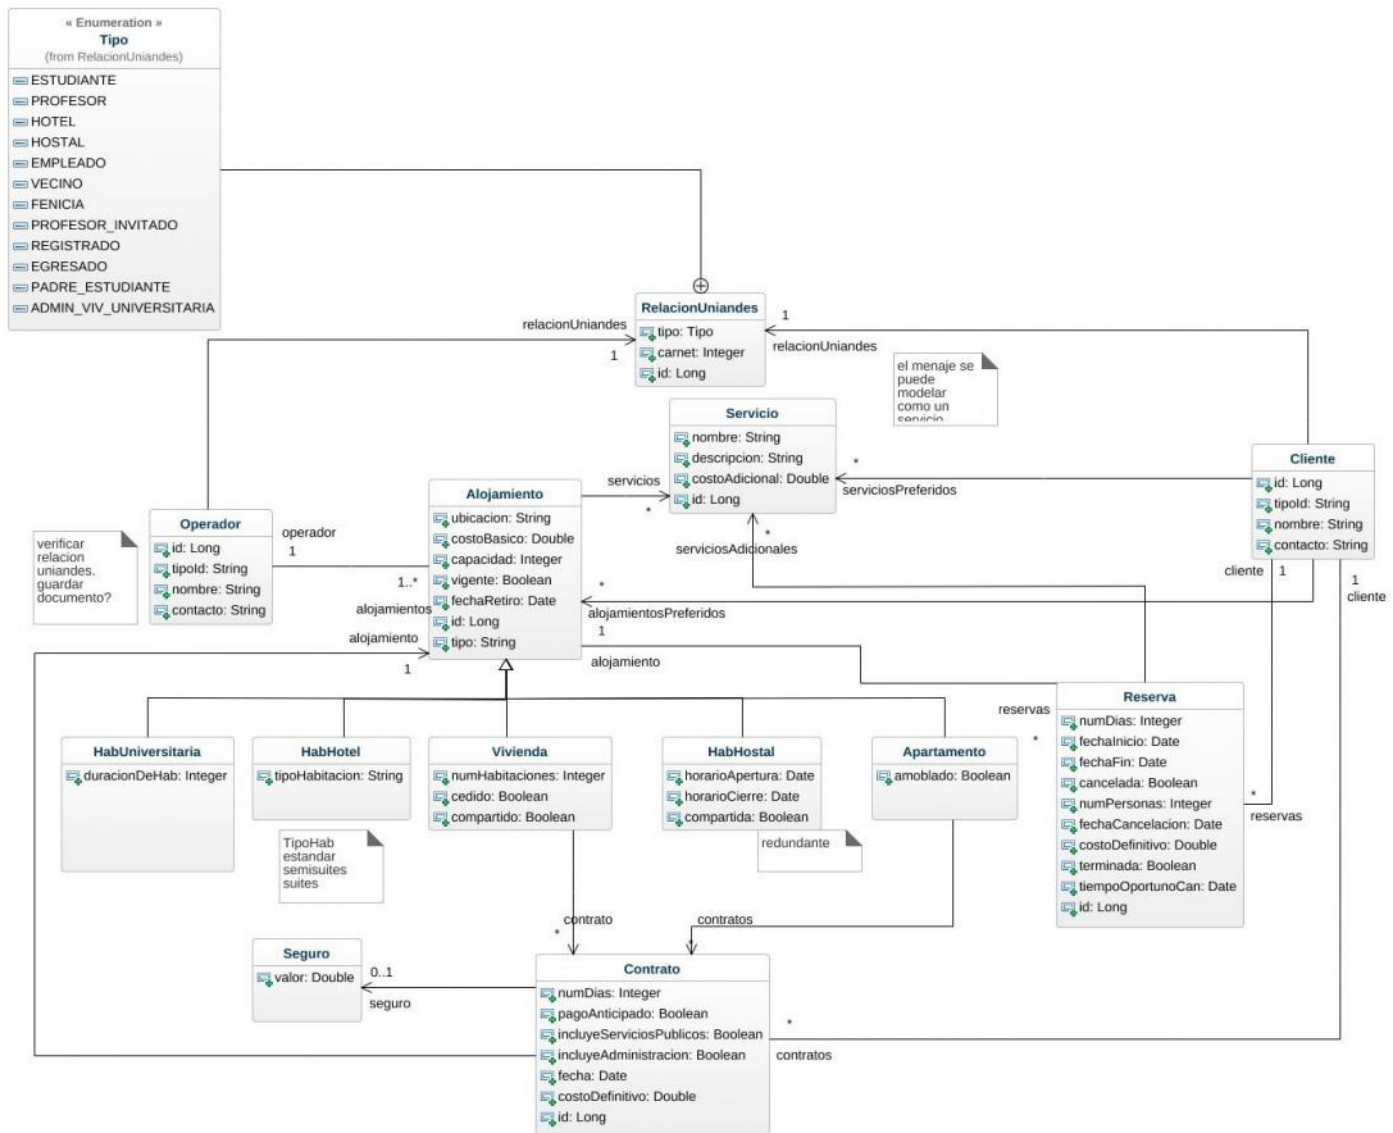 « Enumeration »
Tipo
(from RelacionUniandes)
ESTUDIANTE
PROFESOR
HOTEL
HOSTAL
EMPLEADO
VECINO
FENICIA
PROFESOR_INVITADO
REGISTRADO
EGRESADO
PADRE_ESTUDIANTE
ADMIN_VIV_UNIVERSITARIA
RelacionUniandes
tipo: Tipo
carnet: Integer
id: Long
relacionUniandes
1
1
relacionUniandes
el menaje se
puede
modelar
como un
servicio
Servicio
nombre: String
descripcion: String
costoAdicional: Double
id: Long
servicios
*
*
serviciosPreferidos
serviciosAdicionales
*
Cliente
id: Long
tipoId: String
nombre: String
contacto: String
cliente 1
1
cliente
Alojamiento
ubicacion: String
costoBasico: Double
capacidad: Integer
vigente: Boolean
fechaRetiro: Date
id: Long
tipo: String
Operador
id: Long
tipoId: String
nombre: String
contacto: String
verificar
relacion
uniandes.
guardar
documento?
operador
1
1..*
alojamientos
alojamiento
1
*
alojamientosPreferidos
1
alojamiento
reservas
*
Reserva
numDias: Integer
fechaInicio: Date
fechaFin: Date
cancelada: Boolean
numPersonas: Integer
fechaCancelacion: Date
costoDefinitivo: Double
terminada: Boolean
tiempoOportunoCan: Date
id: Long
*
reservas
HabUniversitaria
duracionDeHab: Integer
HabHotel
tipoHabitacion: String
TipoHab
estandar
semisuites
suites
Vivienda
numHabitaciones: Integer
cedido: Boolean
compartido: Boolean
HabHostal
horarioApertura: Date
horarioCierre: Date
compartida: Boolean
redundante
Apartamento
amoblado: Boolean
contrato
*
contratos
*
Seguro
valor: Double
0..1
seguro
Contrato
numDias: Integer
pagoAnticipado: Boolean
incluyeServiciosPublicos: Boolean
incluyeAdministracion: Boolean
fecha: Date
costoDefinitivo: Double
id: Long
*
contratos